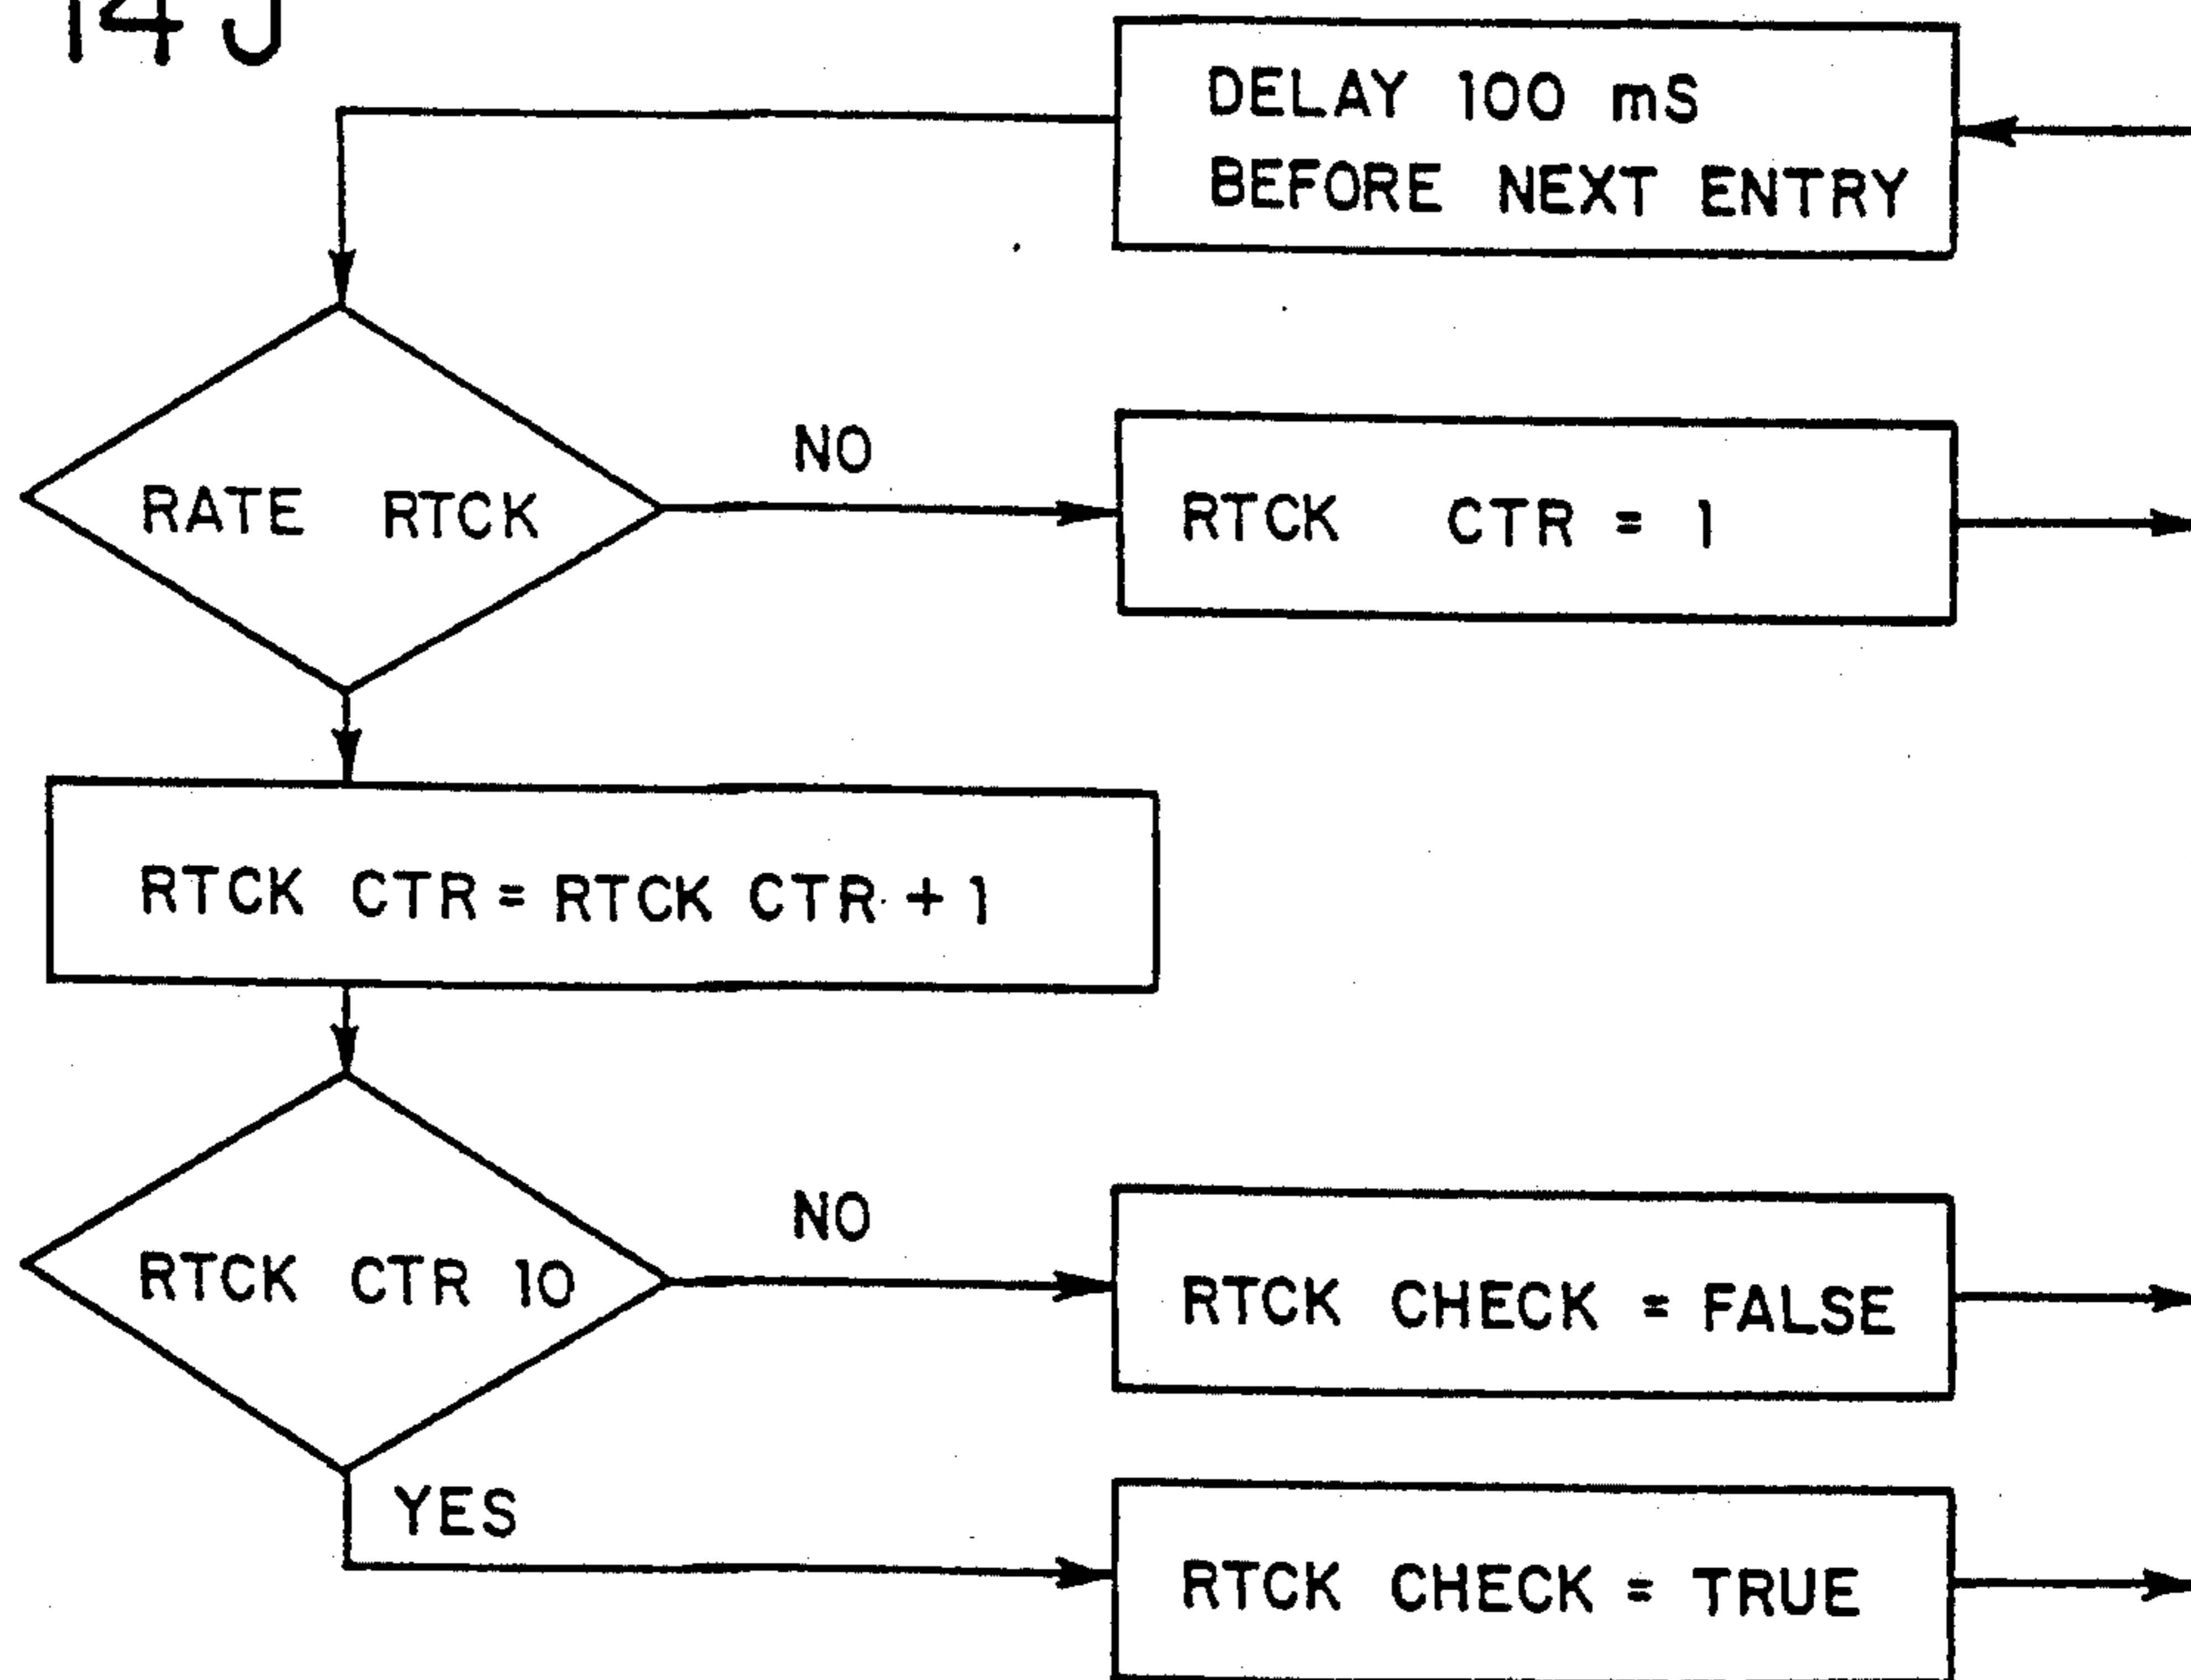 14J
DELAY 100 mS
BEFORE NEXT ENTRY
RATE RTCK
NO
RTCK CTR = 1
RTCK CTR = RTCK CTR + 1
RTCK CTR 10
NO
RTCK CHECK = FALSE
YES
RTCK CHECK = TRUE